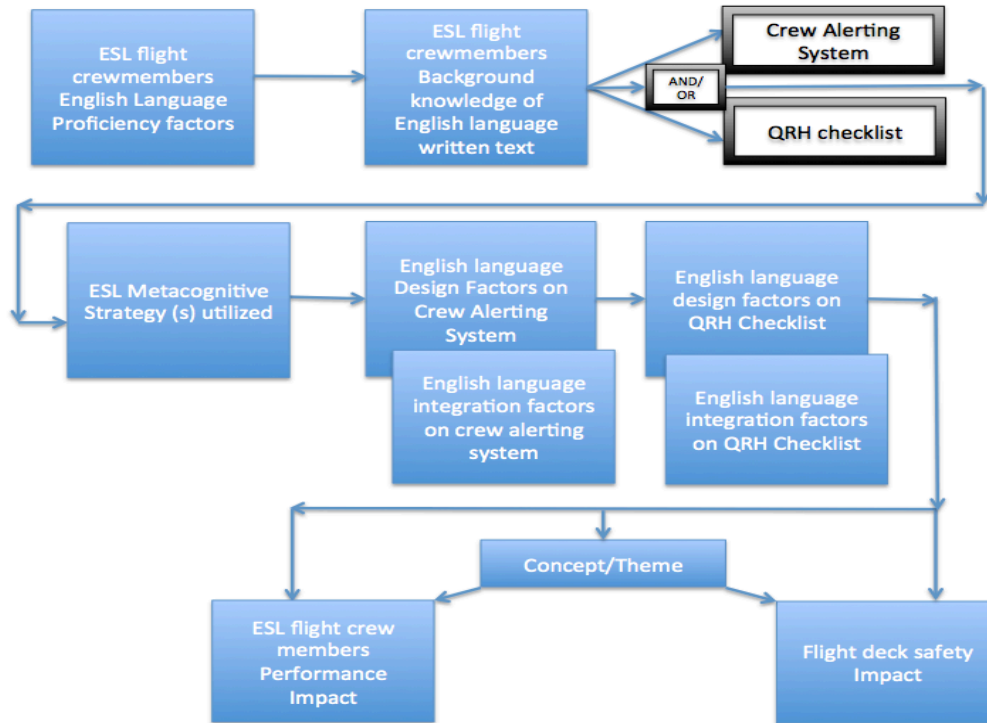 ESL flight
crewmembers
English Language
Proficiency factors
ESL flight
crewmembers
Background
knowledge of
English language
written text
Crew Alerting
System
AND/
OR
QRH checklist
ESL Metacognitive
Strategy (s) utilized
English language
Design Factors on
Crew Alerting
System
English language
integration factors
on crew alerting
system
English language
design factors on
QRH Checklist
English language
integration factors
on QRH Checklist
Concept/Theme
ESL flight crew
members
Performance
Impact
Flight deck safety
Impact